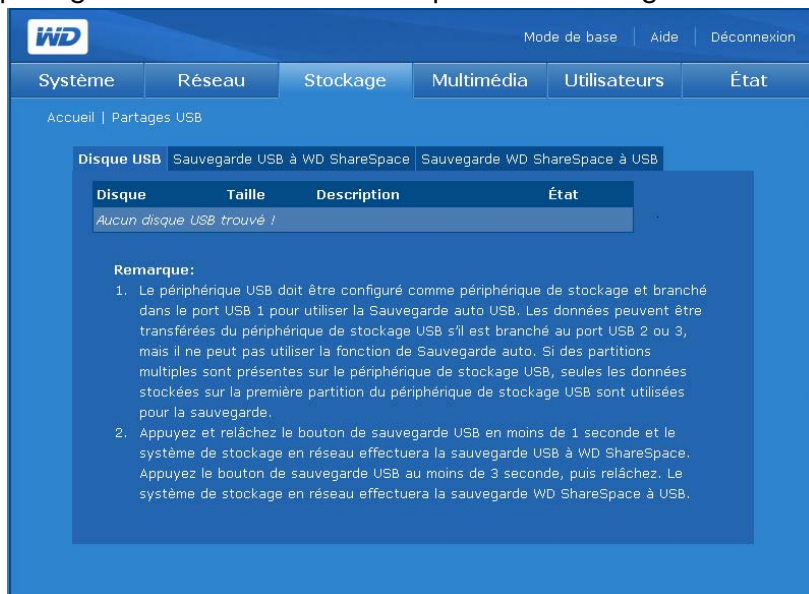 WD
Mode de base | Aide | Déconnexion
Système Réseau Stockage Multimédia Utilisateurs État
Accueil | Partages USB
Disque USB Sauvegarde USB à WD ShareSpace Sauvegarde WD ShareSpace à USB
Disque Taille Description État
Aucun disque USB trouvé !
Remarque:
1. Le périphérique USB doit être configuré comme périphérique de stockage et branché
dans le port USB 1 pour utiliser la Sauvegarde auto USB. Les données peuvent être
transférées du périphérique de stockage USB s'il est branché au port USB 2 ou 3,
mais il ne peut pas utiliser la fonction de Sauvegarde auto. Si des partitions
multiples sont présentes sur le périphérique de stockage USB, seules les données
stockées sur la première partition du périphérique de stockage USB sont utilisées
pour la sauvegarde.
2. Appuyez et relâchez le bouton de sauvegarde USB en moins de 1 seconde et le
système de stockage en réseau effectuera la sauvegarde USB à WD ShareSpace.
Appuyez le bouton de sauvegarde USB au moins de 3 seconde, puis relâchez. Le
système de stockage en réseau effectuera la sauvegarde WD ShareSpace à USB.